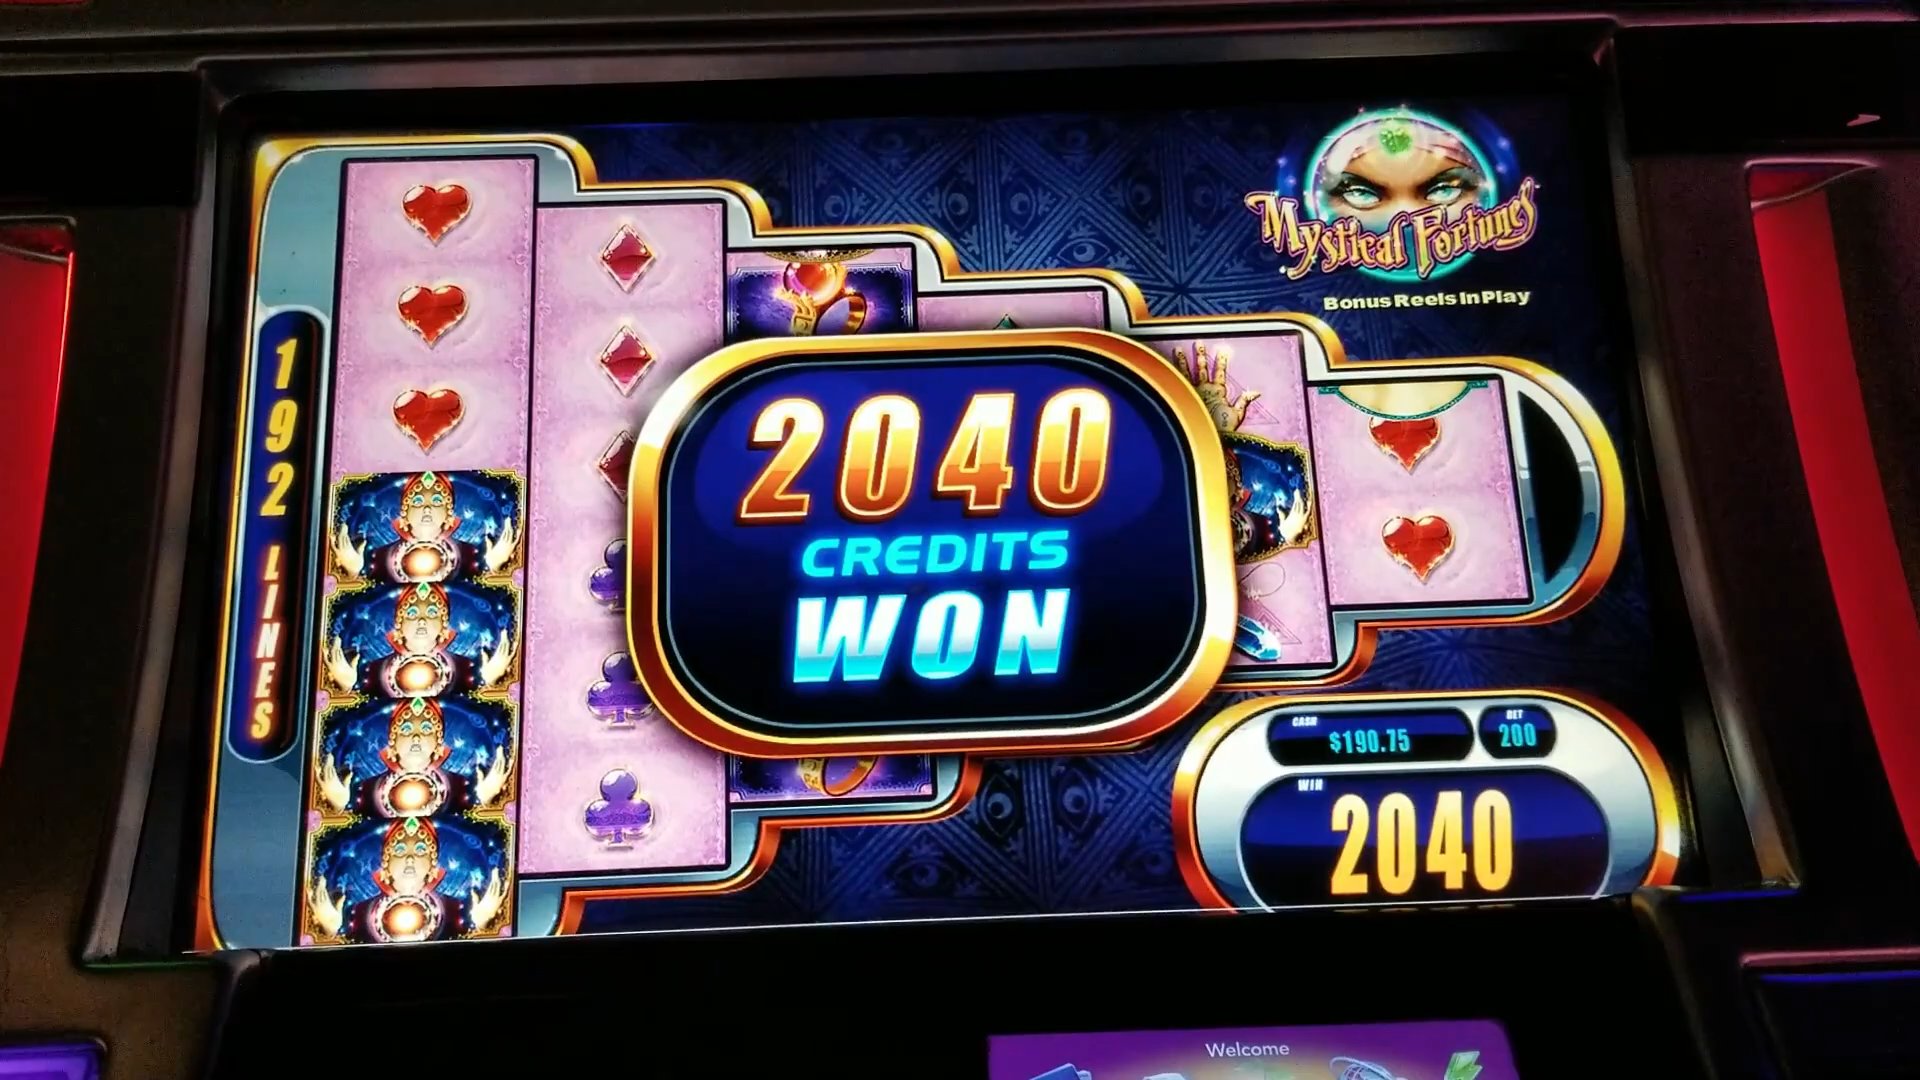 Mystical Fortunes
Bonus Reels In Play
192 LINES
2040
CREDITS
WON
CASH
$190.75
BET
200
WIN
2040
Welcome